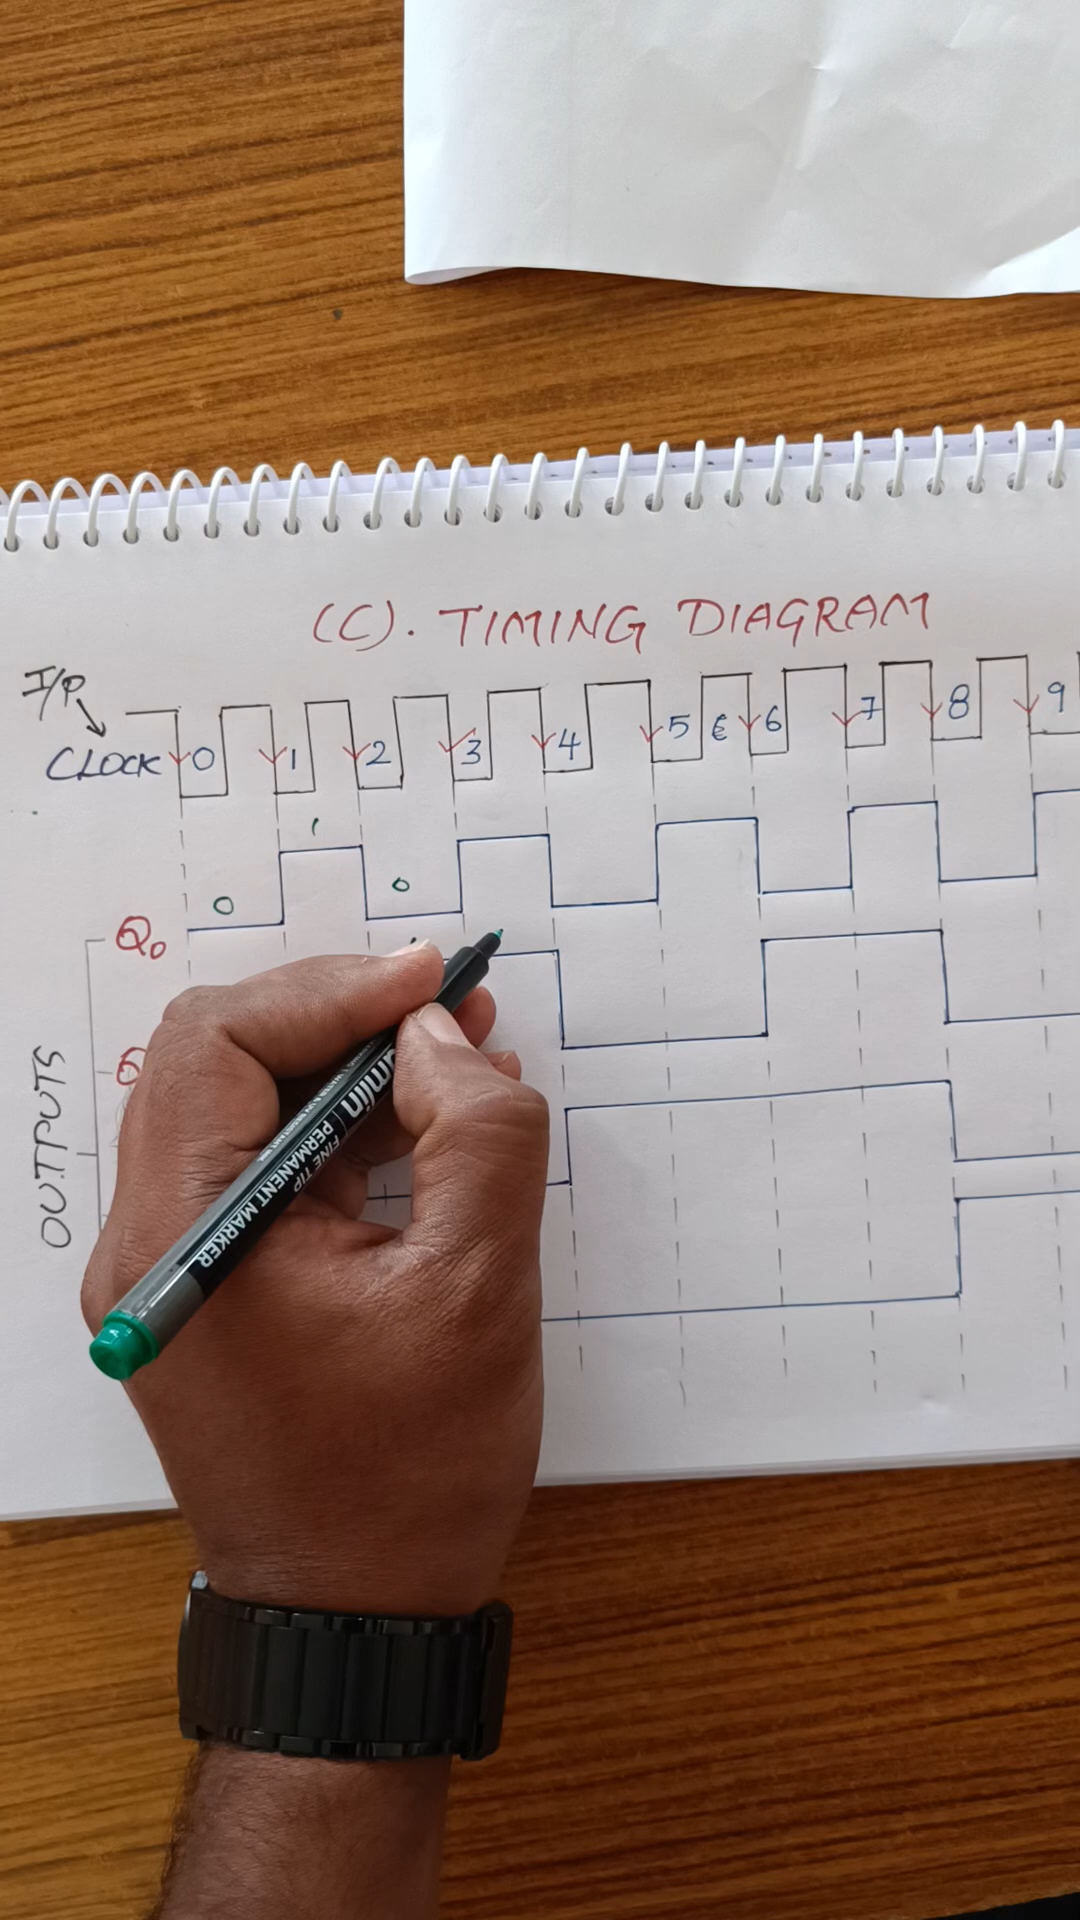 (C). TIMING DIAGRAM
I/P
CLOCK 0 1 2 3 4 5 € 6 7 8 9
1
0 0
Q0
OUTPUTS
FINE TIP
PERMANENT MARKER